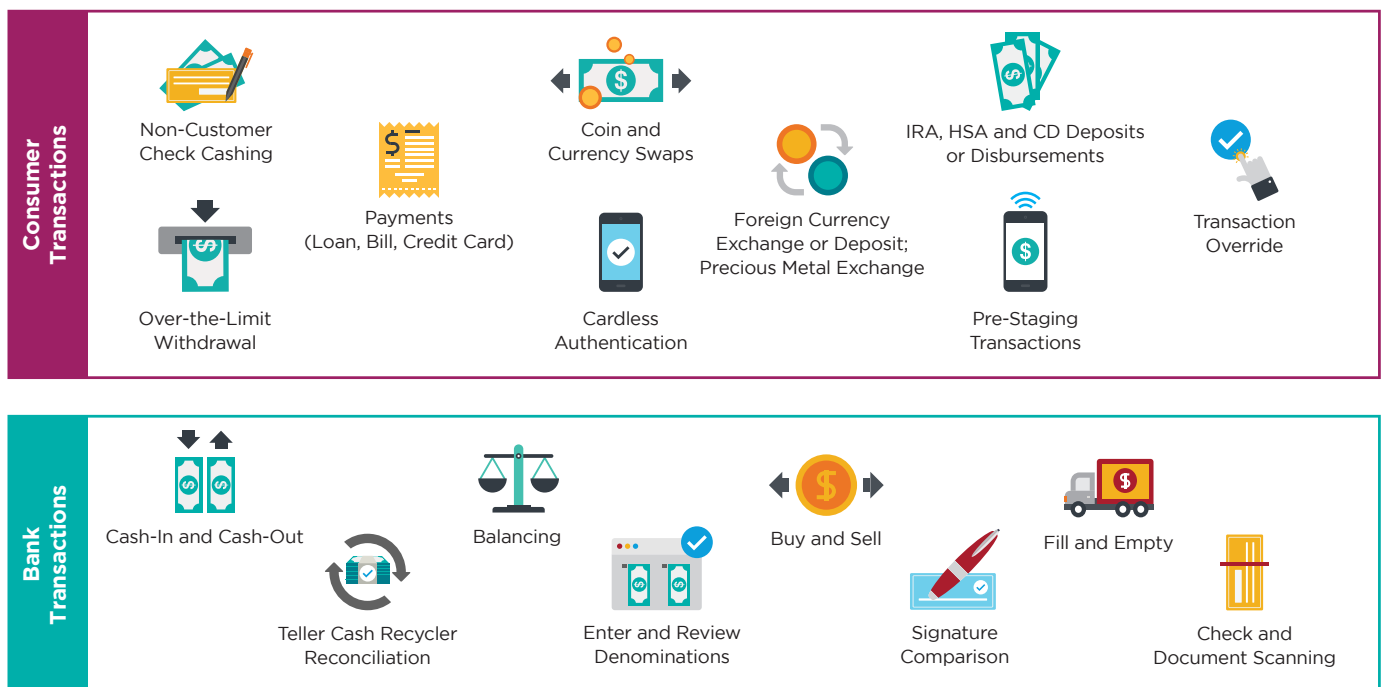 Consumer
Transactions
Non-Customer
Check Cashing
Payments
(Loan, Bill, Credit Card)
Coin and
Currency Swaps
Foreign Currency
Exchange or Deposit;
Precious Metal Exchange
IRA, HSA and CD Deposits
or Disbursements
Transaction
Override
Over-the-Limit
Withdrawal
Cardless
Authentication
Pre-Staging
Transactions
Bank
Transactions
Cash-In and Cash-Out
Teller Cash Recycler
Reconciliation
Balancing
Enter and Review
Denominations
Buy and Sell
Signature
Comparison
Fill and Empty
Check and
Document Scanning